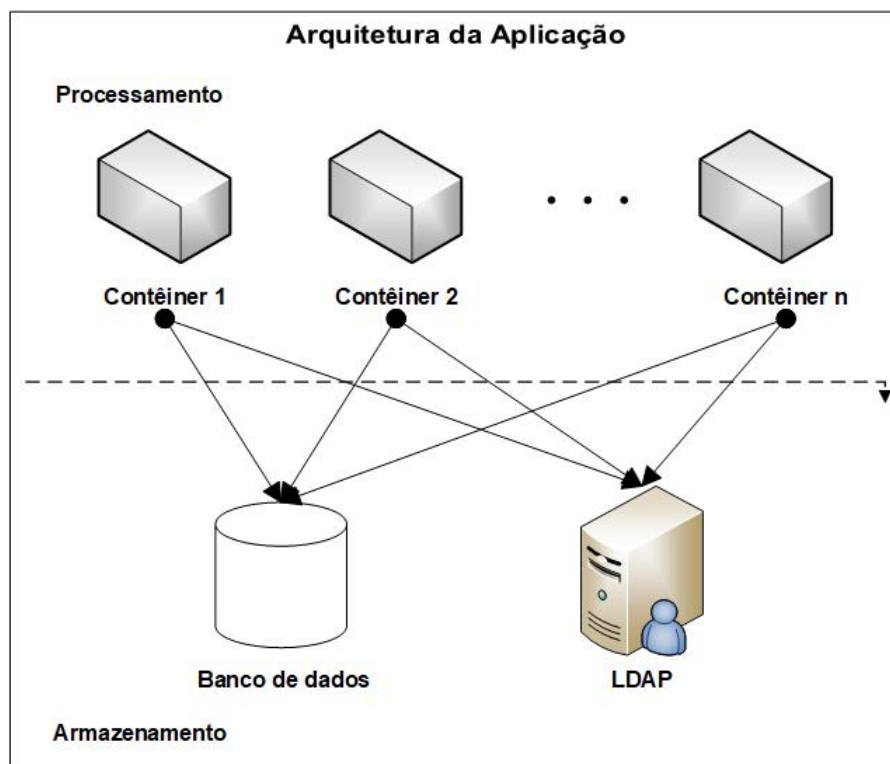 Arquitetura da Aplicação
Processamento
Contêiner 1
Contêiner 2
. . .
Contêiner n
Banco de dados
LDAP
Armazenamento